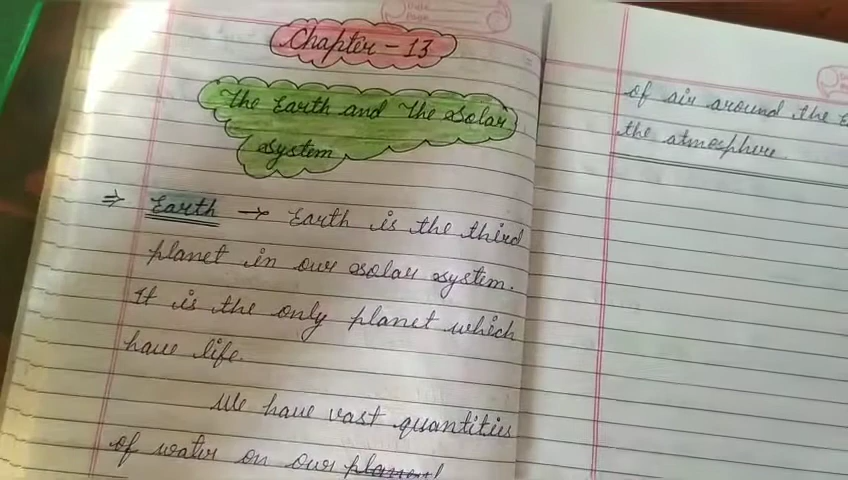 Chapter - 13
The Earth and The Solar
System
⇒ Earth → Earth is the third
planet in our solar system.
It is the only planet which
have life.
We have vast quantities
of water on our
Date
Page
of air around the E
the atmosphere.